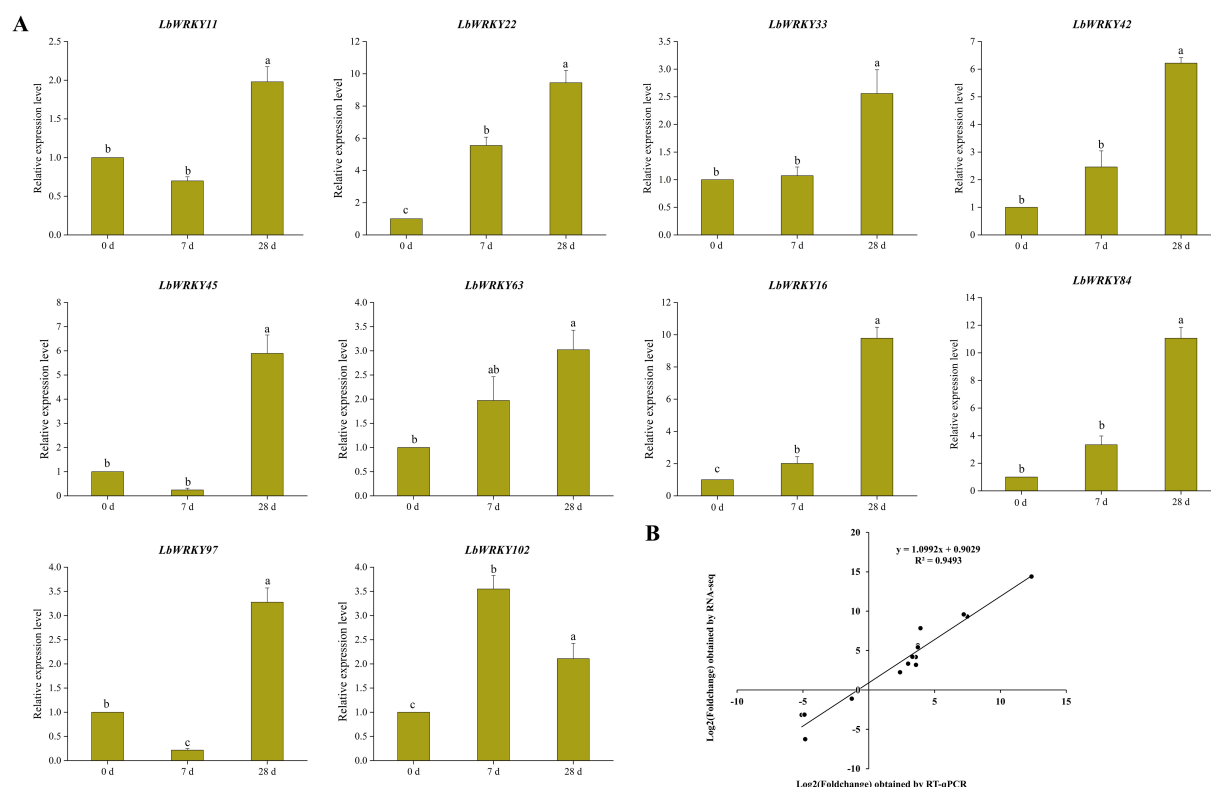 A
LbWRKY11
Relative expression level
2.5
2.0
1.5
1.0
0.5
0.0
b
b
a
0 d
7 d
28 d
LbWRKY22
Relative expression level
12
10
8
6
4
2
0
c
b
a
0 d
7 d
28 d
LbWRKY33
Relative expression level
3.5
3.0
2.5
2.0
1.5
1.0
0.5
0.0
b
b
a
0 d
7 d
28 d
LbWRKY42
Relative expression level
7
6
5
4
3
2
1
0
b
b
a
0 d
7 d
28 d
LbWRKY45
Relative expression level
8
7
6
5
4
3
2
1
0
b
b
a
0 d
7 d
28 d
LbWRKY63
Relative expression level
4.0
3.5
3.0
2.5
2.0
1.5
1.0
0.5
0.0
b
ab
a
0 d
7 d
28 d
LbWRKY16
Relative expression level
12
10
8
6
4
2
0
c
b
a
0 d
7 d
28 d
LbWRKY84
Relative expression level
14
12
10
8
6
4
2
0
b
b
a
0 d
7 d
28 d
LbWRKY97
Relative expression level
4.0
3.5
3.0
2.5
2.0
1.5
1.0
0.5
0.0
b
c
a
0 d
7 d
28 d
LbWRKY102
Relative expression level
4.0
3.5
3.0
2.5
2.0
1.5
1.0
0.5
0.0
c
b
a
0 d
7 d
28 d
B
y = 1.0992x + 0.9029
R² = 0.9493
Log2(Foldchange) obtained by RNA-seq
20
15
10
5
0
-5
-10
-10
-5
0
5
10
15
Log2(Foldchange) obtained by RT-qPCR